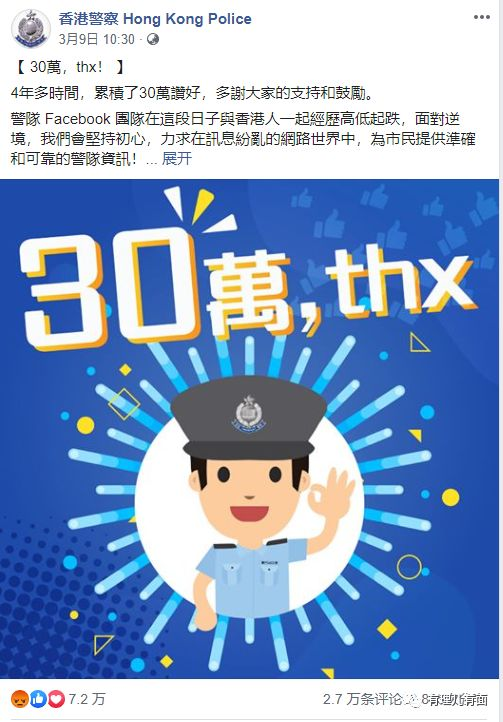 香港警察 Hong Kong Police
3月9日 10:30 ·
【 30萬，thx！ 】
4年多時間，累積了30萬讚好，多謝大家的支持和鼓勵。
警隊 Facebook 團隊在這段日子與香港人一起經歷高低起跌，面對逆
境，我們會堅持初心，力求在訊息紛亂的網路世界中，為市民提供準確
和可靠的警隊資訊！... 展开
30萬, thx
7.2 万
2.7 万条评论
有理儿有面